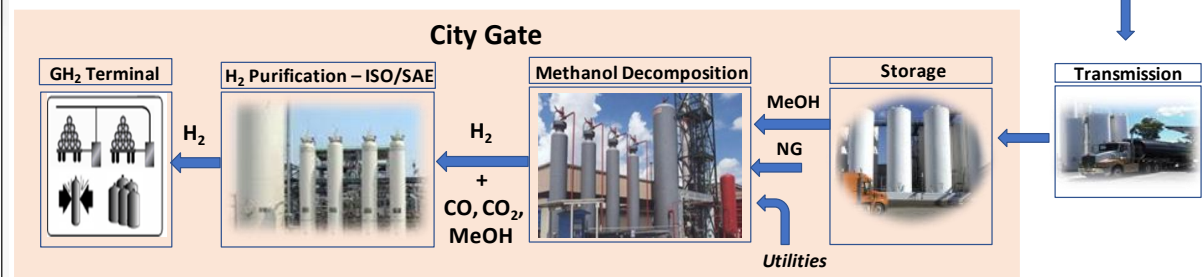 City Gate
GH₂ Terminal
H₂ Purification – ISO/SAE
Methanol Decomposition
Storage
Transmission
H₂
H₂
+
CO, CO₂,
MeOH
MeOH
NG
Utilities